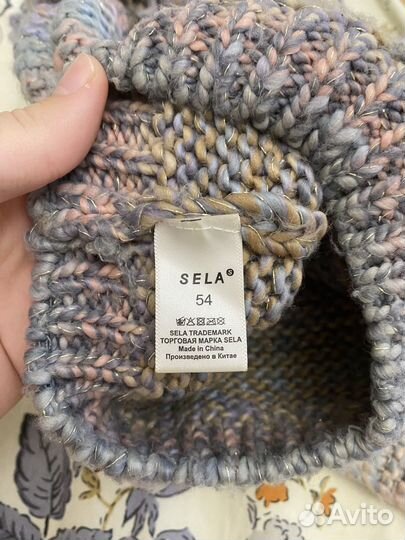 SELA®
54
SELA TRADEMARK
ТОРГОВАЯ МАРКА SELA
Made in China
Произведено в Китае
Avito